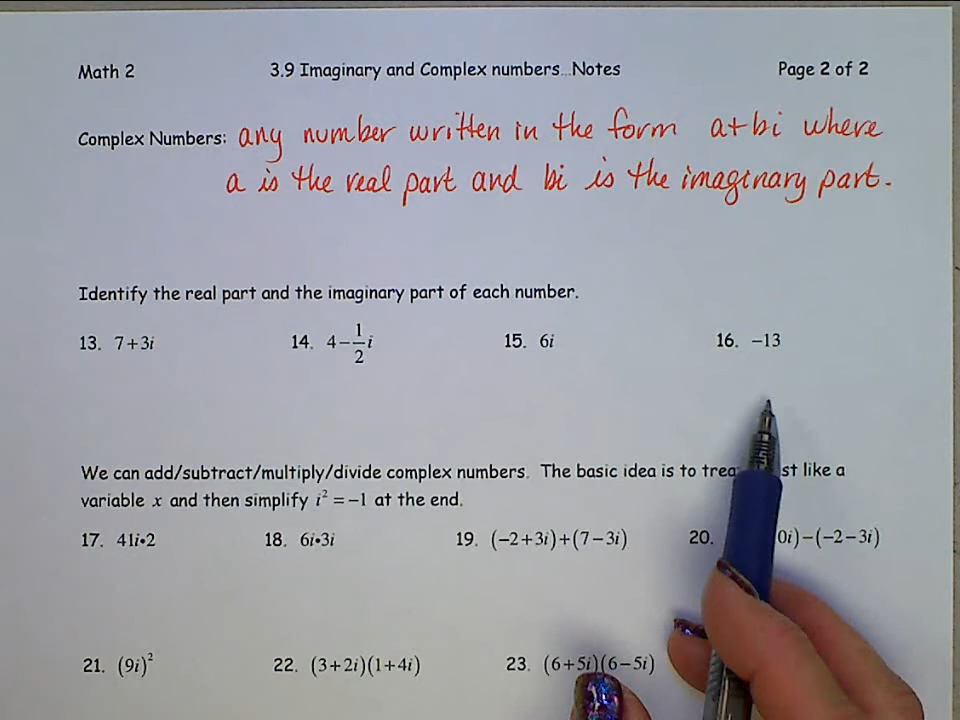 Math 2 3.9 Imaginary and Complex numbers…Notes Page 2 of 2
Complex Numbers: any number written in the form a+bi where
a is the real part and bi is the imaginary part.
Identify the real part and the imaginary part of each number.
13. 7+3i 14. 4−1/2i 15. 6i 16. −13
We can add/subtract/multiply/divide complex numbers. The basic idea is to like a
variable x and then simplify i² = −1 at the end.
17. 41i•2 18. 6i•3i 19. (−2+3i)+(7−3i) 20. 0i)−(−2−3i)
21. (9i)² 22. (3+2i)(1+4i) 23. (6+5i)(6−5i)